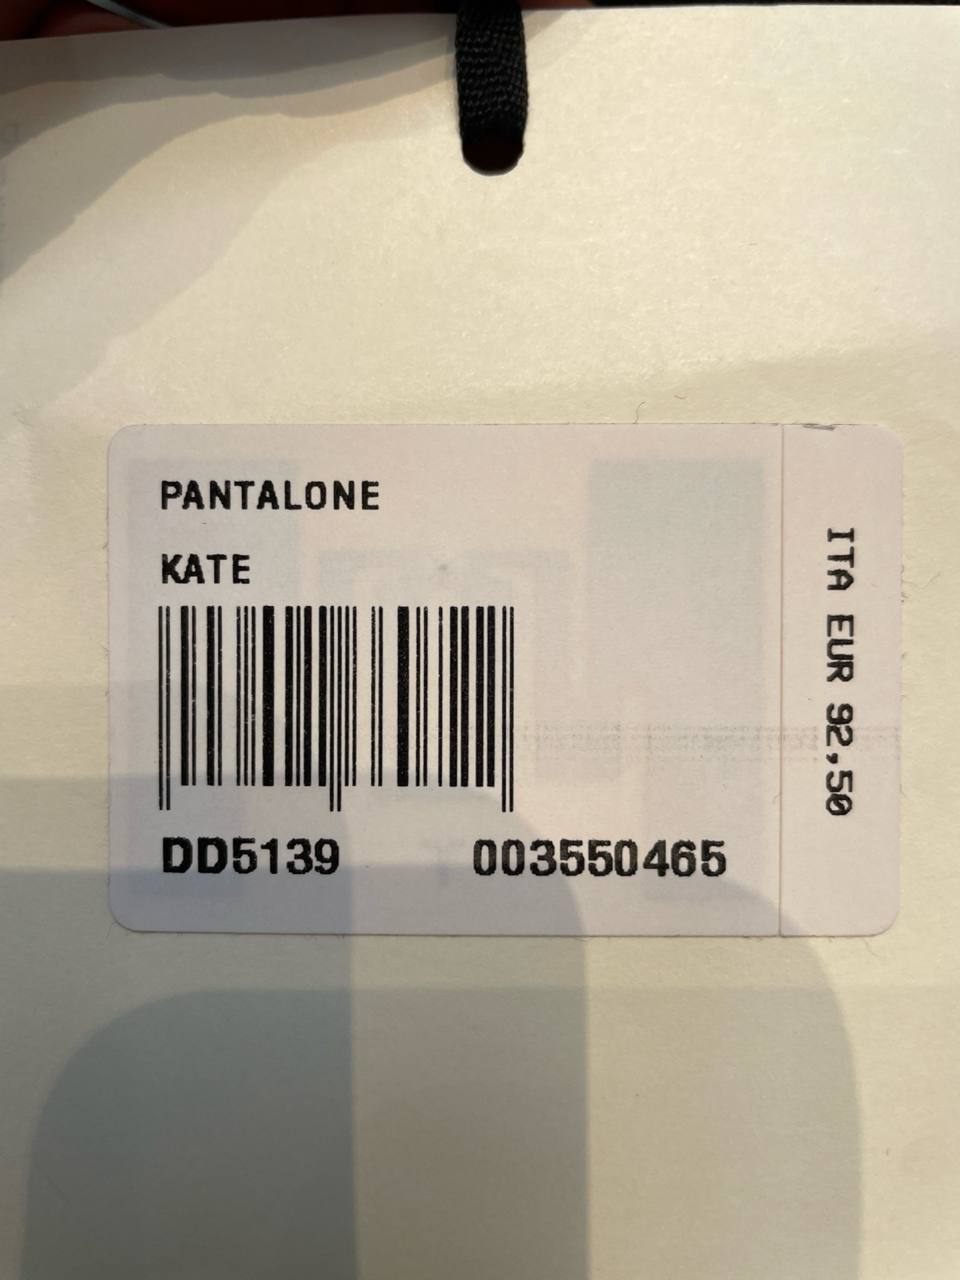 PANTALONE
KATE
DD5139 003550465
ITA EUR 92,50